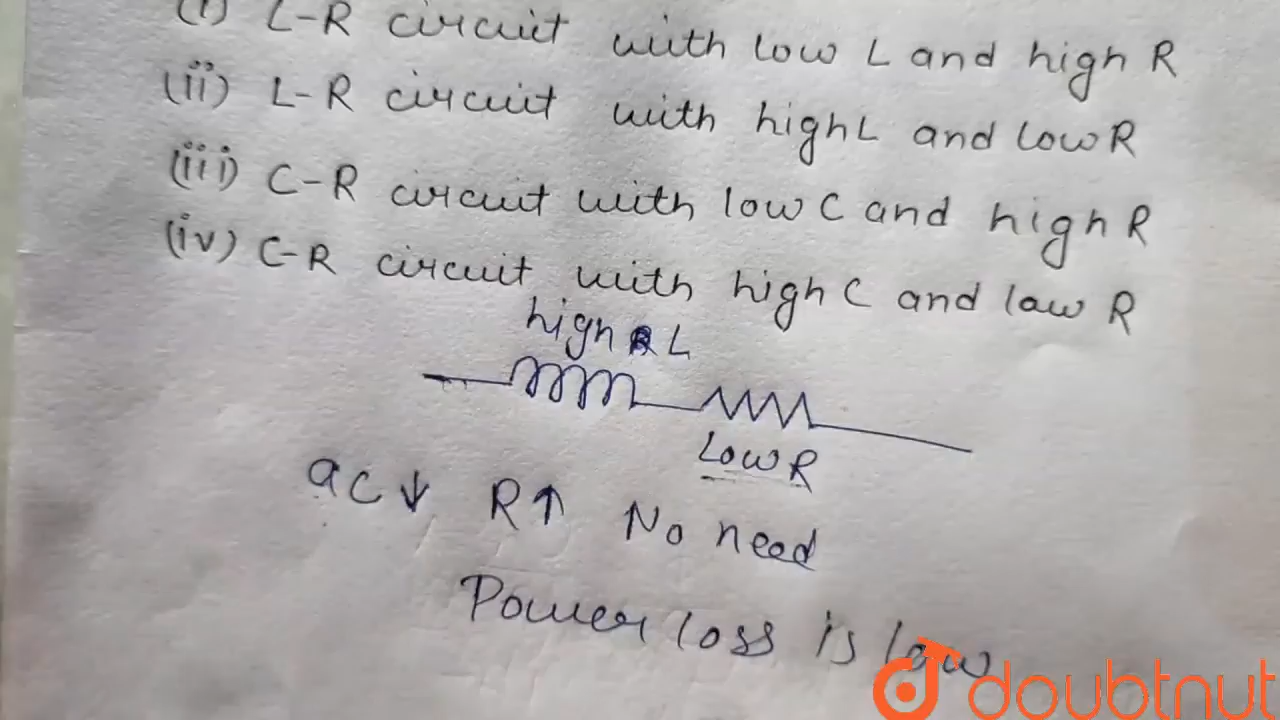 (i) L-R circuit with low L and high R
(ii) L-R circuit with high L and low R
(iii) C-R circuit with low C and high R
(iv) C-R circuit with high C and law R
high L
Low R
ac↓ R↑ No need
Power loss is low
doubtnut